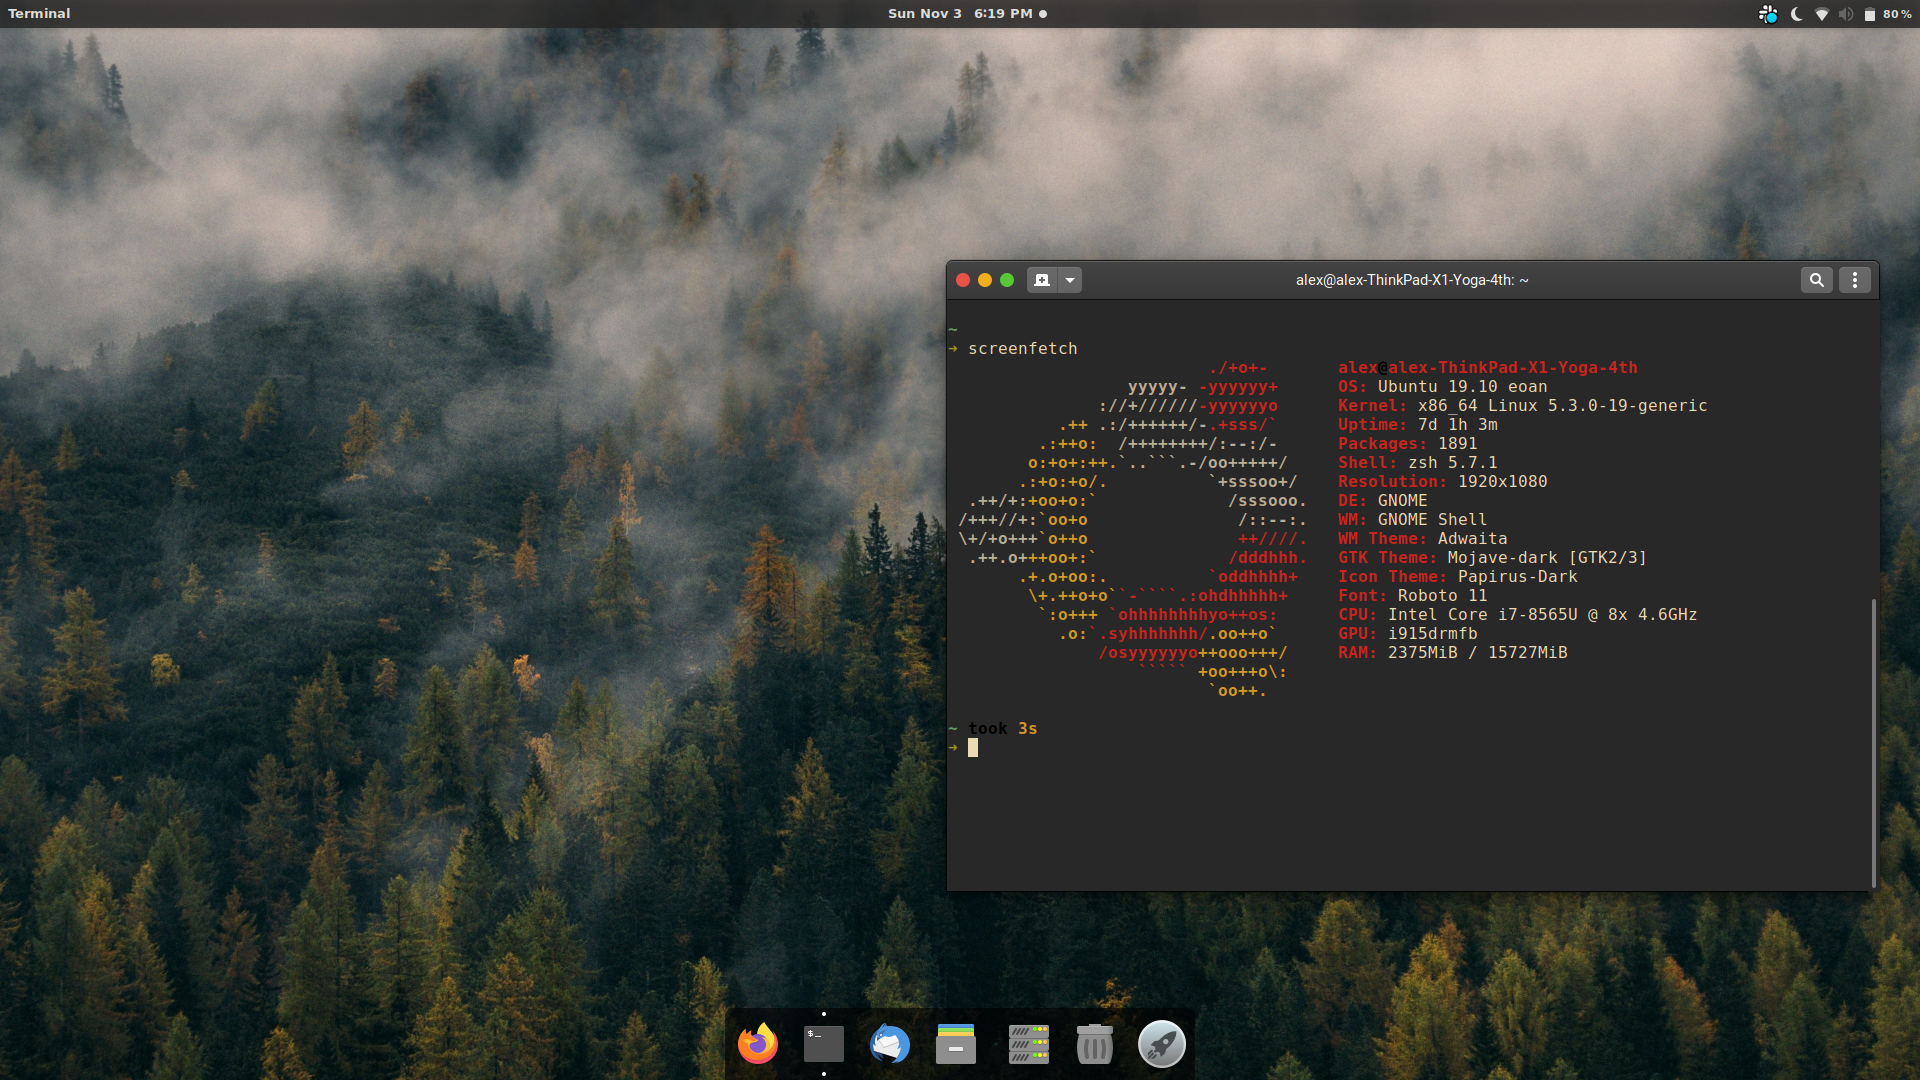 Terminal
Sun Nov 3 6:19 PM
80 %
alex@alex-ThinkPad-X1-Yoga-4th: ~
~
➜ screenfetch
./+o+- alex@alex-ThinkPad-X1-Yoga-4th
yyyyy- -yyyyyy+ OS: Ubuntu 19.10 eoan
://+//////-yyyyyyo Kernel: x86_64 Linux 5.3.0-19-generic
.++ .:/++++++/-.+sss/` Uptime: 7d 1h 3m
.:++o: /++++++++/:--:/- Packages: 1891
o:+o+:++.`..```.-/oo+++++/ Shell: zsh 5.7.1
.:+o:+o/. `+sssoo+/ Resolution: 1920x1080
.++/+:+oo+o:` /sssooo. DE: GNOME
/+++//+:`oo+o /::--:. WM: GNOME Shell
\+/+o+++`o++o ++////. WM Theme: Adwaita
.++.o+++oo+:` /dddhhh. GTK Theme: Mojave-dark [GTK2/3]
.+.o+oo:. `oddhhhh+ Icon Theme: Papirus-Dark
\+.++o+o``-````.:ohdhhhhh+ Font: Roboto 11
`:o+++ `ohhhhhhhhyo++os: CPU: Intel Core i7-8565U @ 8x 4.6GHz
.o:`.syhhhhhhh/.oo++o` GPU: i915drmfb
/osyyyyyyo++ooo+++/ RAM: 2375MiB / 15727MiB
````` +oo+++o\:
`oo++.
~ took 3s
➜
$_